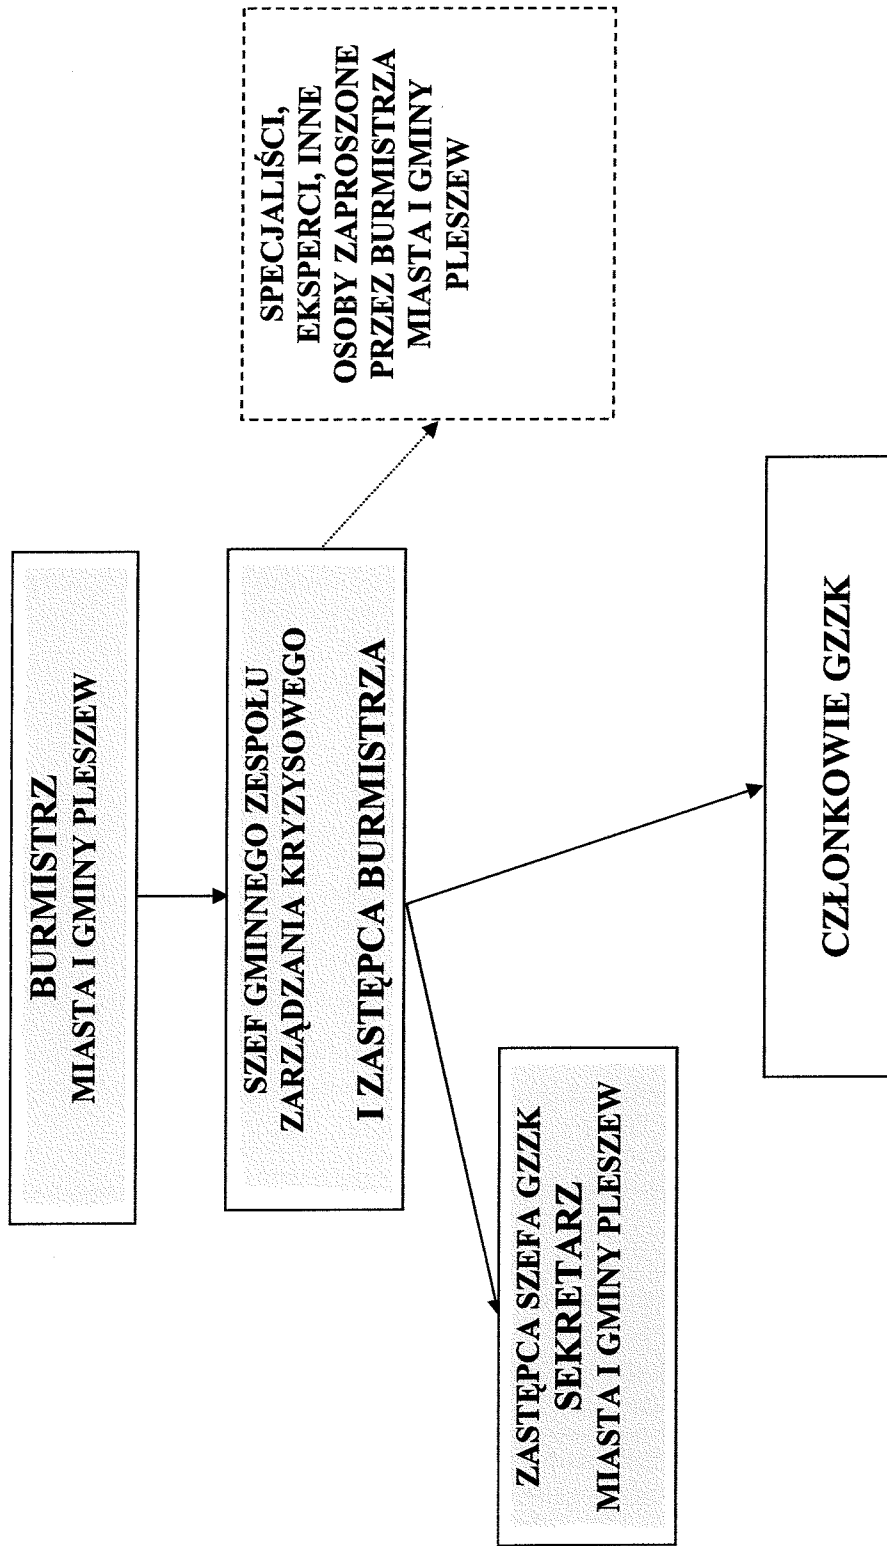 BURMISTRZ
MIASTA I GMINY PLESZEW
SZEF GMINNEGO ZESPOŁU
ZARZĄDZANIA KRYZYSOWEGO
I ZASTĘPCA BURMISTRZA
SPECJALIŚCI,
EKSPERCI, INNE
OSOBY ZAPROSZONE
PRZEZ BURMISTRZA
MIASTA I GMINY
PLESZEW
ZASTĘPCA SZEFA GZZK
SEKRETARZ
MIASTA I GMINY PLESZEW
CZŁONKOWIE GZZK